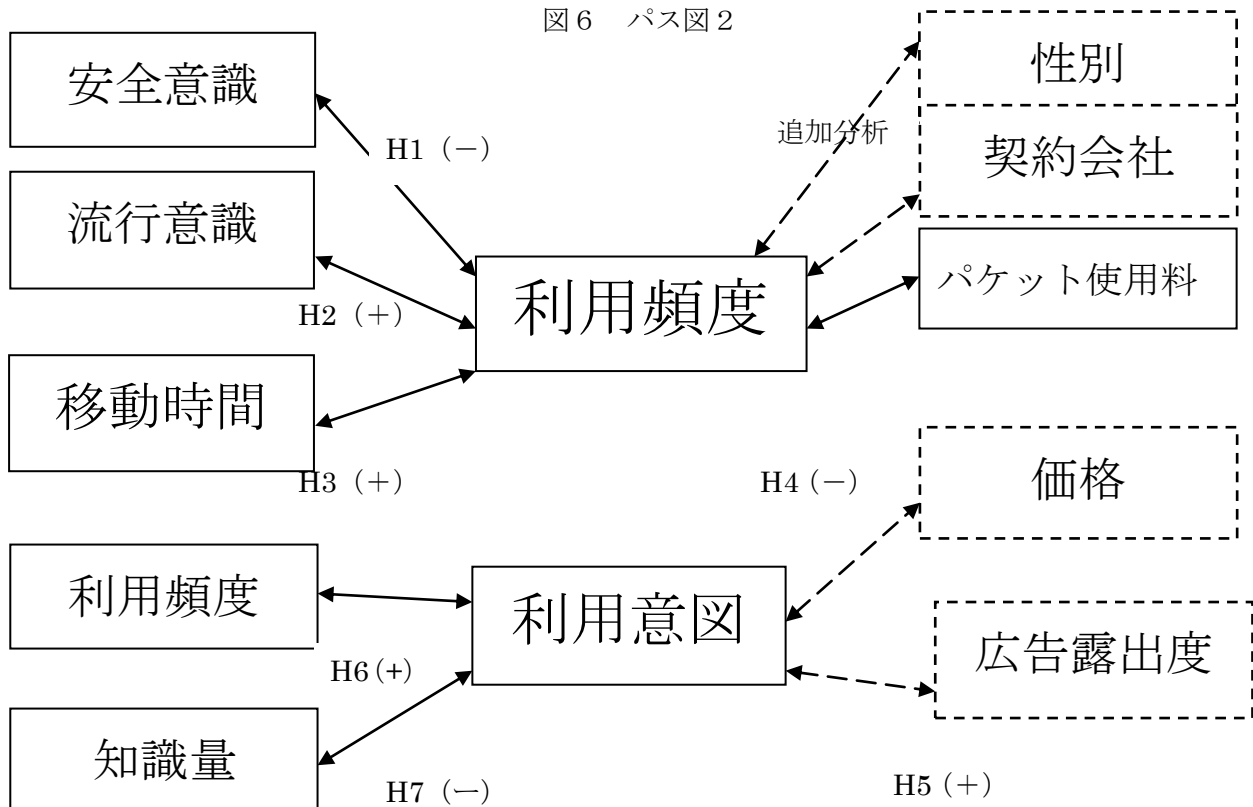 図6 パス図2
安全意識
性別
H1(-)
追加分析
契約会社
流行意識
利用頻度
パケット使用料
H2(+)
移動時間
H3(+)
H4(-)
価格
利用頻度
利用意図
広告露出度
H6(+)
知識量
H7(-)
H5(+)